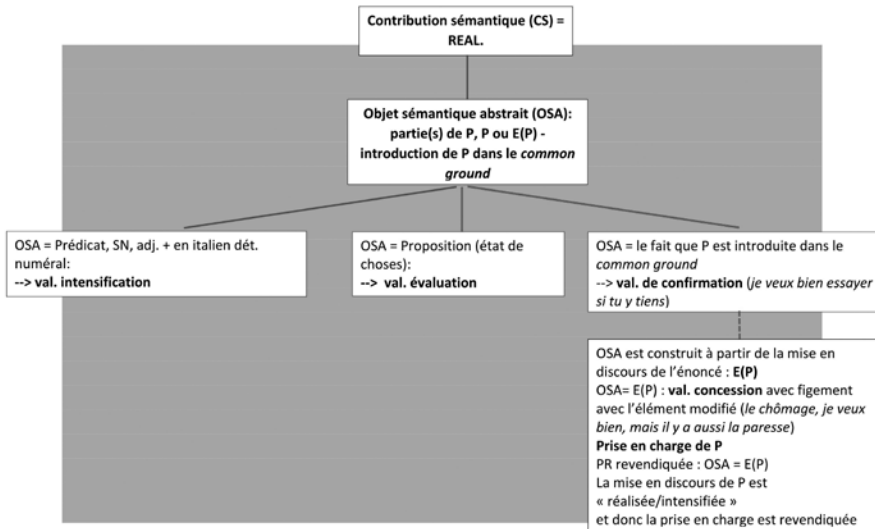 Contribution sémantique (CS) =
REAL.
Objet sémantique abstrait (OSA):
partie(s) de P, P ou E(P) -
introduction de P dans le common
ground
OSA = Prédicat, SN, adj. + en italien dét.
numéral:
--> val. intensification
OSA = Proposition (état de
choses):
--> val. évaluation
OSA = le fait que P est introduite dans le
common ground
--> val. de confirmation (je veux bien essayer
si tu y tiens)
OSA est construit à partir de la mise en
discours de l’énoncé : E(P)
OSA= E(P) : val. concession avec figement
avec l’élément modifié (le chômage, je veux
bien, mais il y a aussi la paresse)
Prise en charge de P
PR revendiquée : OSA = E(P)
La mise en discours de P est
« réalisée/intensifiée »
et donc la prise en charge est revendiquée